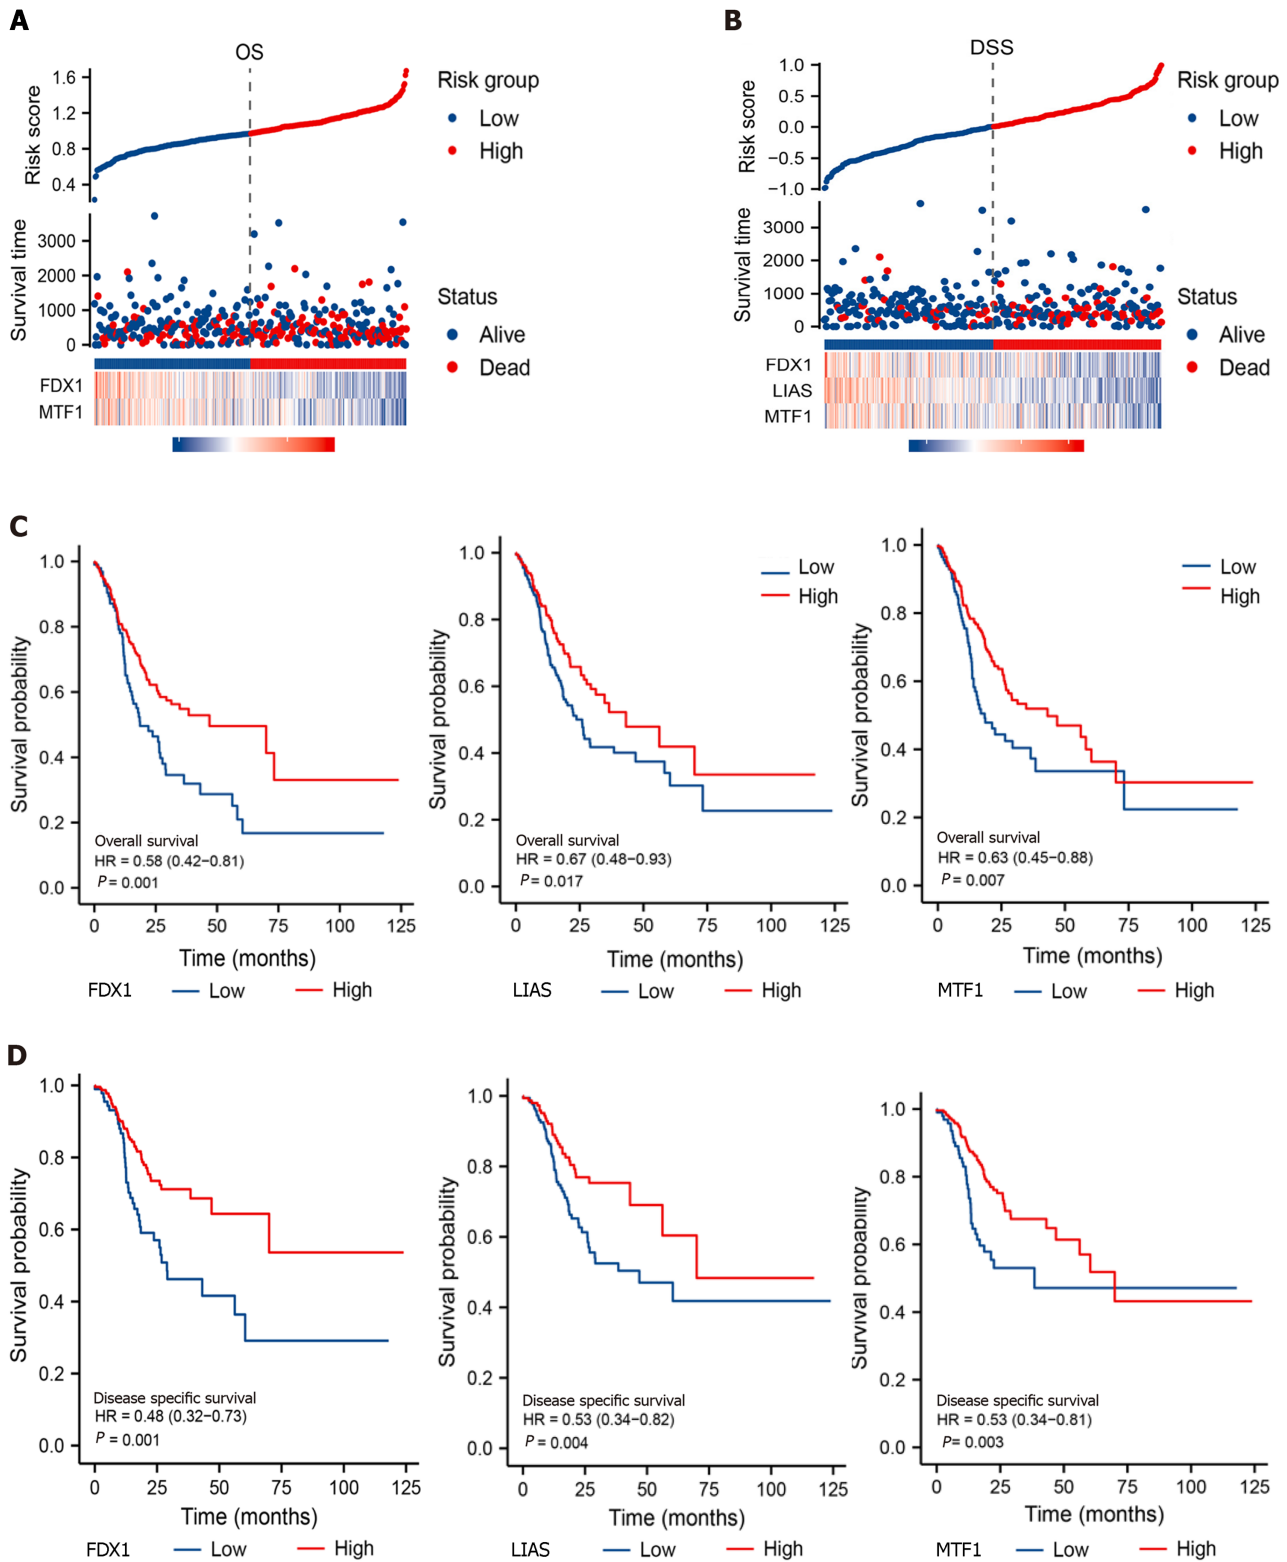 A
OS
Risk score
1.6
1.2
0.8
0.4
Risk group
Low
High
Survival time
3000
2000
1000
0
Status
Alive
Dead
FDX1
MTF1
B
DSS
Risk score
1.0
0.5
0.0
−0.5
−1.0
Risk group
Low
High
Survival time
3000
2000
1000
0
Status
Alive
Dead
FDX1
LIAS
MTF1
C
Survival probability
1.0
0.8
0.6
0.4
0.2
0.0
Overall survival
HR = 0.58 (0.42−0.81)
P = 0.001
0 25 50 75 100 125
Time (months)
FDX1 Low High
Survival probability
1.0
0.8
0.6
0.4
0.2
0.0
Low
High
Overall survival
HR = 0.67 (0.48−0.93)
P = 0.017
0 25 50 75 100 125
Time (months)
LIAS Low High
Survival probability
1.0
0.8
0.6
0.4
0.2
0.0
Low
High
Overall survival
HR = 0.63 (0.45−0.88)
P = 0.007
0 25 50 75 100 125
Time (months)
MTF1 Low High
D
Survival probability
1.0
0.8
0.6
0.4
0.2
0.0
Disease specific survival
HR = 0.48 (0.32−0.73)
P = 0.001
0 25 50 75 100 125
Time (months)
FDX1 Low High
Survival probability
1.0
0.8
0.6
0.4
0.2
0.0
Disease specific survival
HR = 0.53 (0.34−0.82)
P = 0.004
0 25 50 75 100 125
Time (months)
LIAS Low High
Survival probability
1.0
0.8
0.6
0.4
0.2
0.0
Disease specific survival
HR = 0.53 (0.34−0.81)
P= 0.003
0 25 50 75 100 125
Time (months)
MTF1 Low High